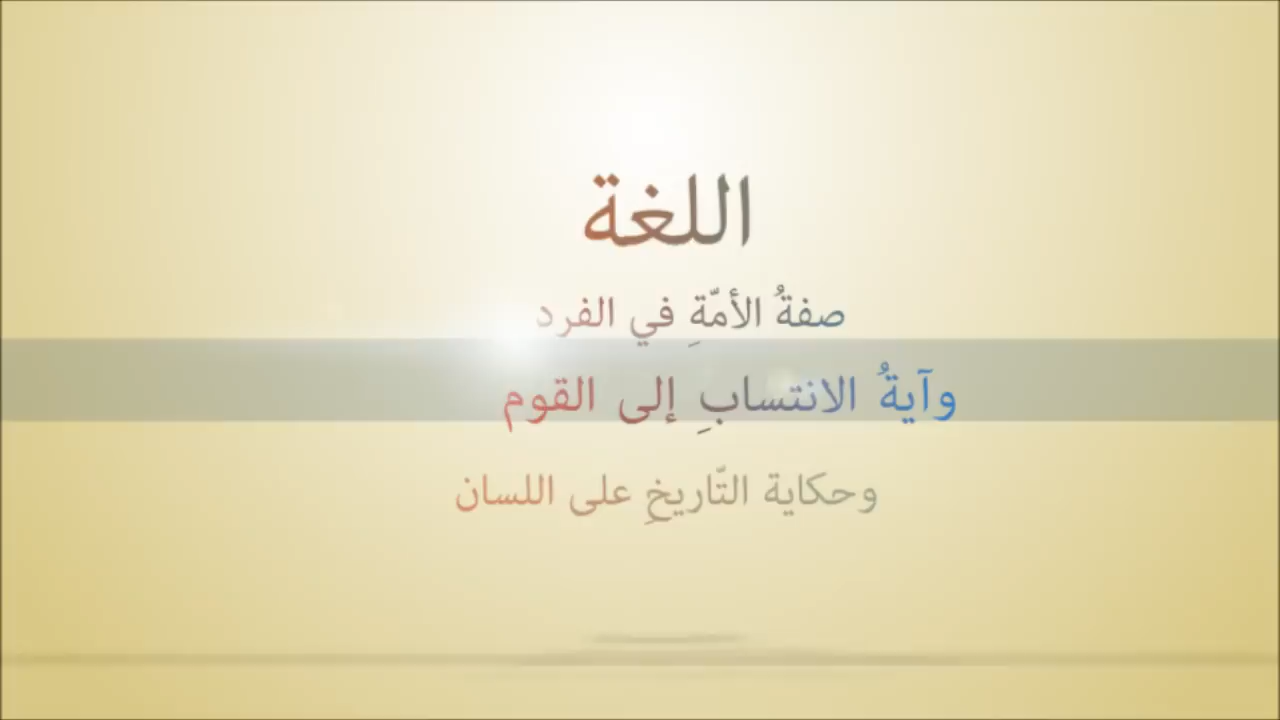 اللغة
صفةُ الأمّةِ في الفرد
وآيةُ الانتسابِ إلى القوم
وحكاية التّاريخِ على اللسان